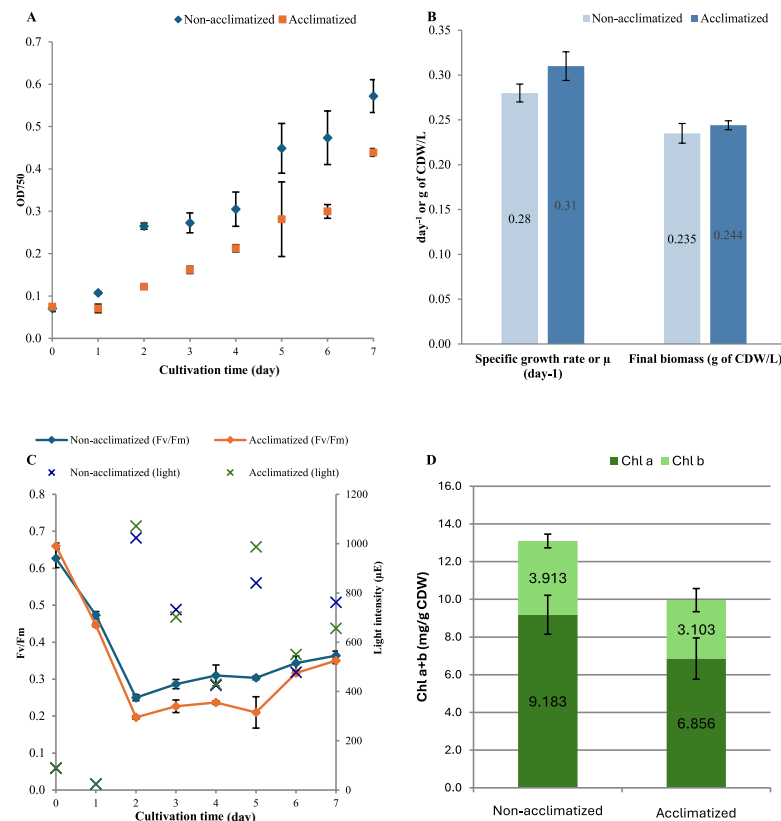 A
Non-acclimatized Acclimatized
0.7
0.6
0.5
0.4
0.3
0.2
0.1
0.0
OD750
0 1 2 3 4 5 6 7
Cultivation time (day)
B
Non-acclimatized Acclimatized
0.35
0.30
0.25
0.20
0.15
0.10
0.05
0.00
day⁻¹ or g of CDW/L
0.28 0.31 0.235 0.244
Specific growth rate or μ Final biomass (g of CDW/L)
(day-1)
Non-acclimatized (Fv/Fm) Acclimatized (Fv/Fm)
C
Non-acclimatized (light) Acclimatized (light)
0.8
0.7
0.6
0.5
0.4
0.3
0.2
0.1
0.0
Fv/Fm
1200
1000
800
600
400
200
0
Light intensity (μE)
0 1 2 3 4 5 6 7
Cultivation time (day)
D
Chl a Chl b
16.0
14.0
12.0
10.0
8.0
6.0
4.0
2.0
0.0
Chl a+b (mg/g CDW)
3.913
9.183
3.103
6.856
Non-acclimatized Acclimatized